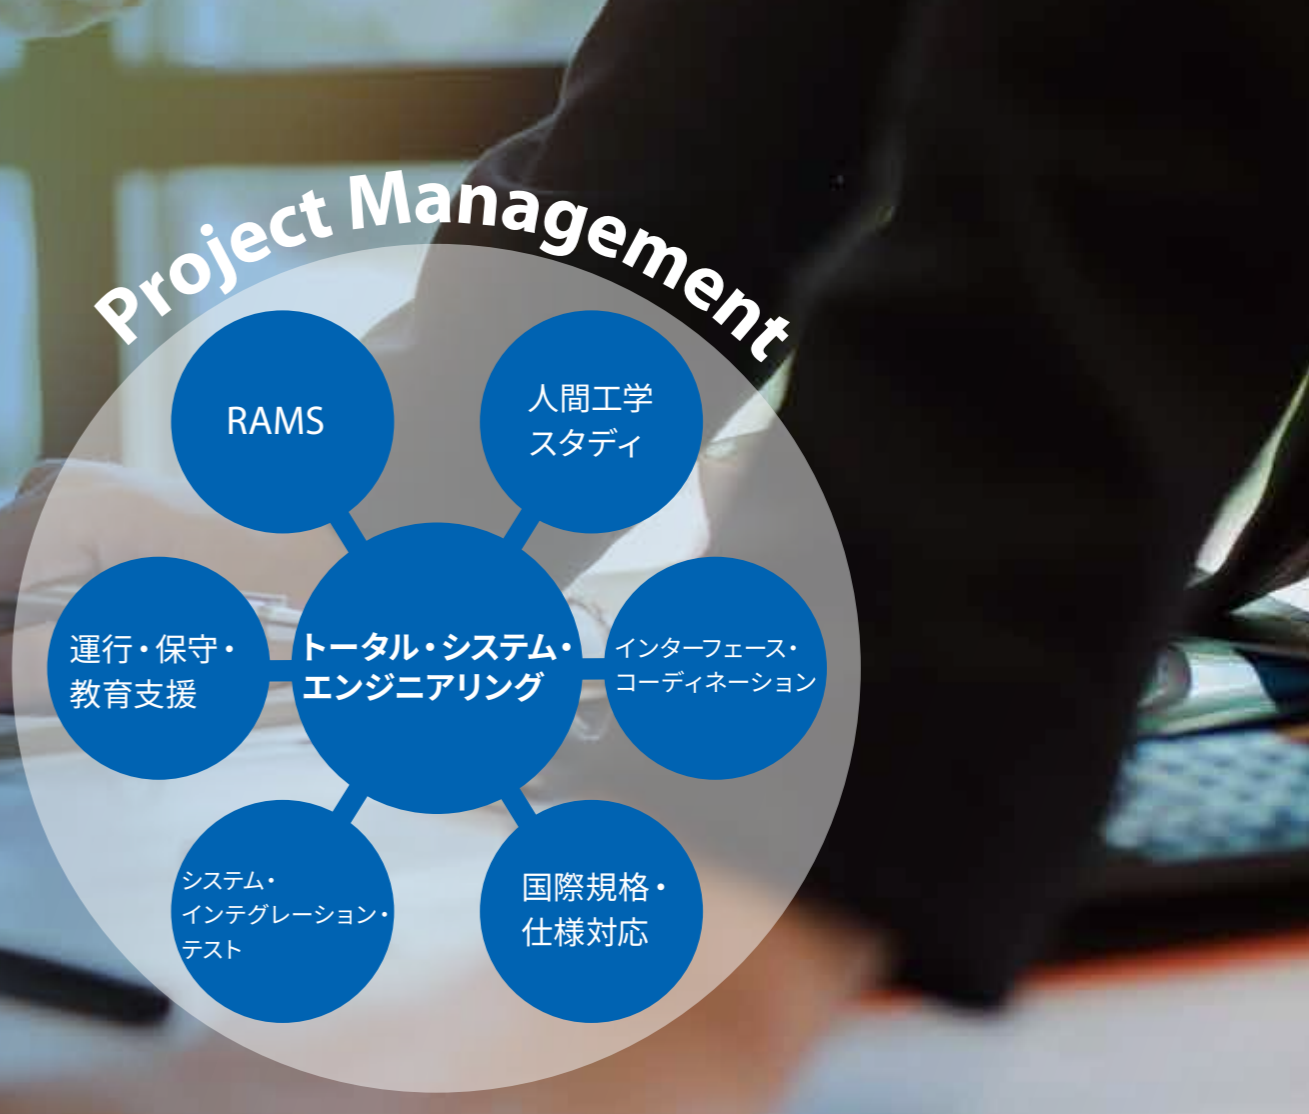 Project Management
RAMS
人間工学
スタディ
運行・保守・
教育支援
トータル・システム・
エンジニアリング
インターフェース・
コーディネーション
システム・
インテグレーション・
テスト
国際規格・
仕様対応